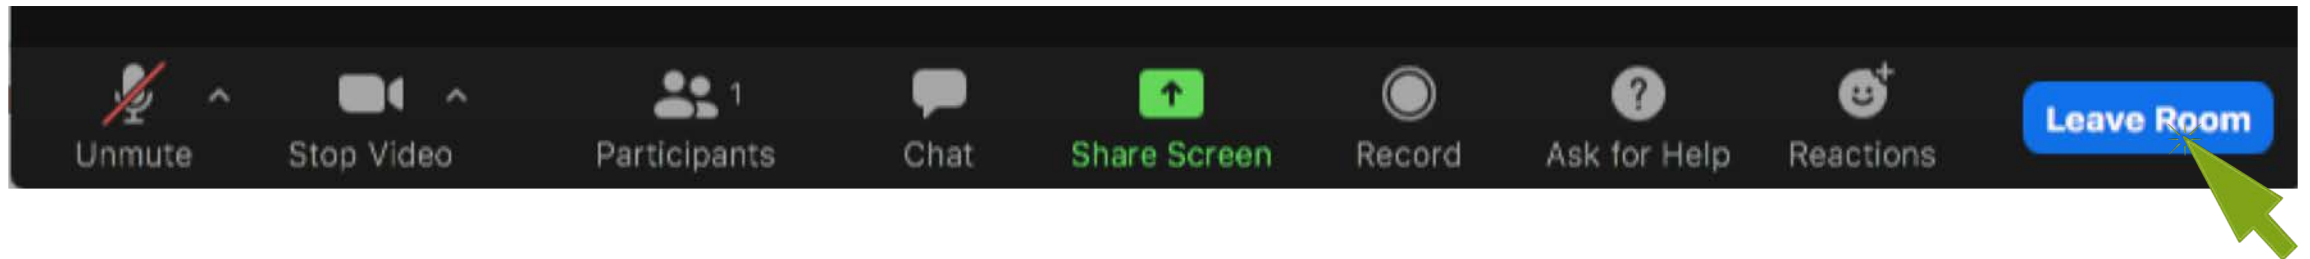 1
Unmute
Stop Video
Participants
Chat
Share Screen
Record
Ask for Help
Reactions
Leave Room